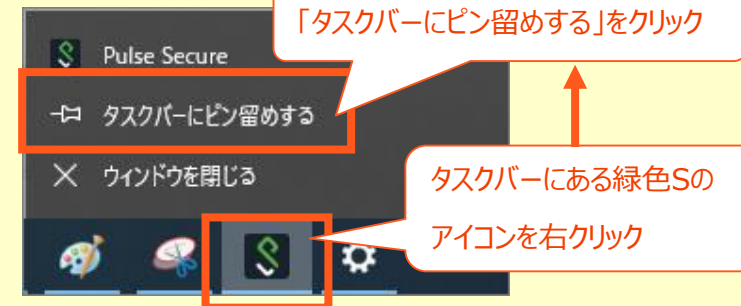 「タスクバーにピン留めする」をクリック
Pulse Secure
タスクバーにピン留めする
ウィンドウを閉じる
タスクバーにある緑色Sの
アイコンを右クリック